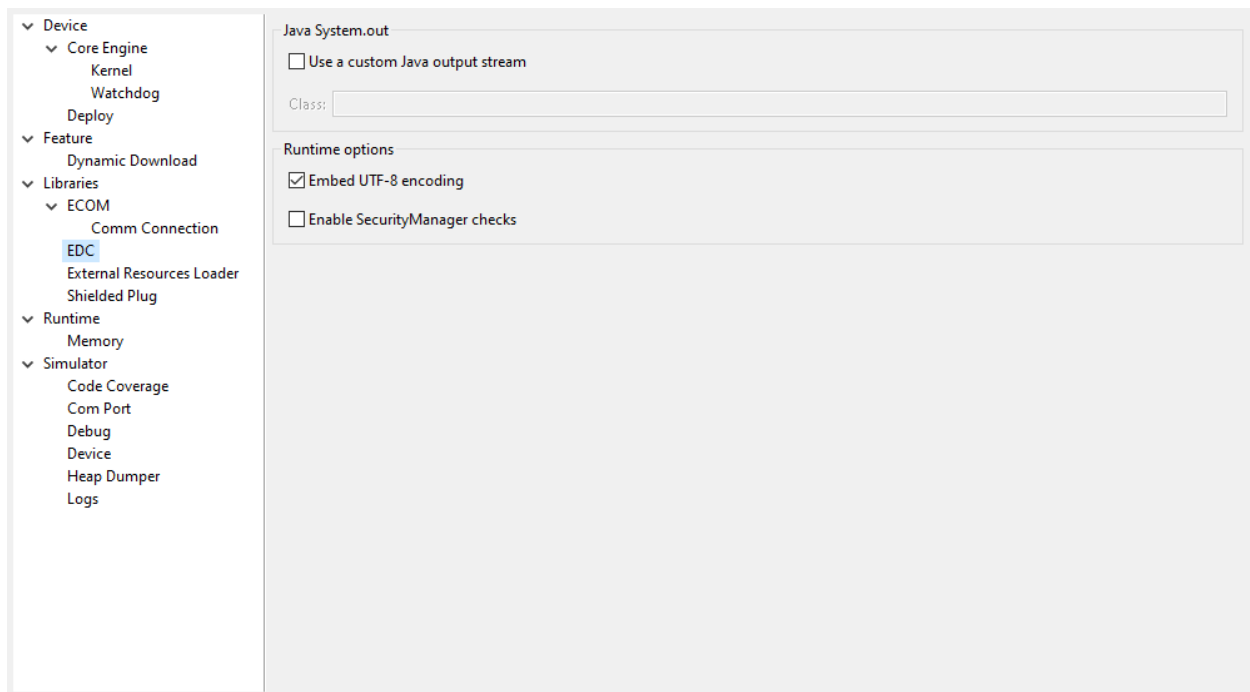 Device
Core Engine
Kernel
Watchdog
Deploy
Feature
Dynamic Download
Libraries
ECOM
Comm Connection
EDC
External Resources Loader
Shielded Plug
Runtime
Memory
Simulator
Code Coverage
Com Port
Debug
Device
Heap Dumper
Logs
Java System.out
Use a custom Java output stream
Class:
Runtime options
Embed UTF-8 encoding
Enable SecurityManager checks